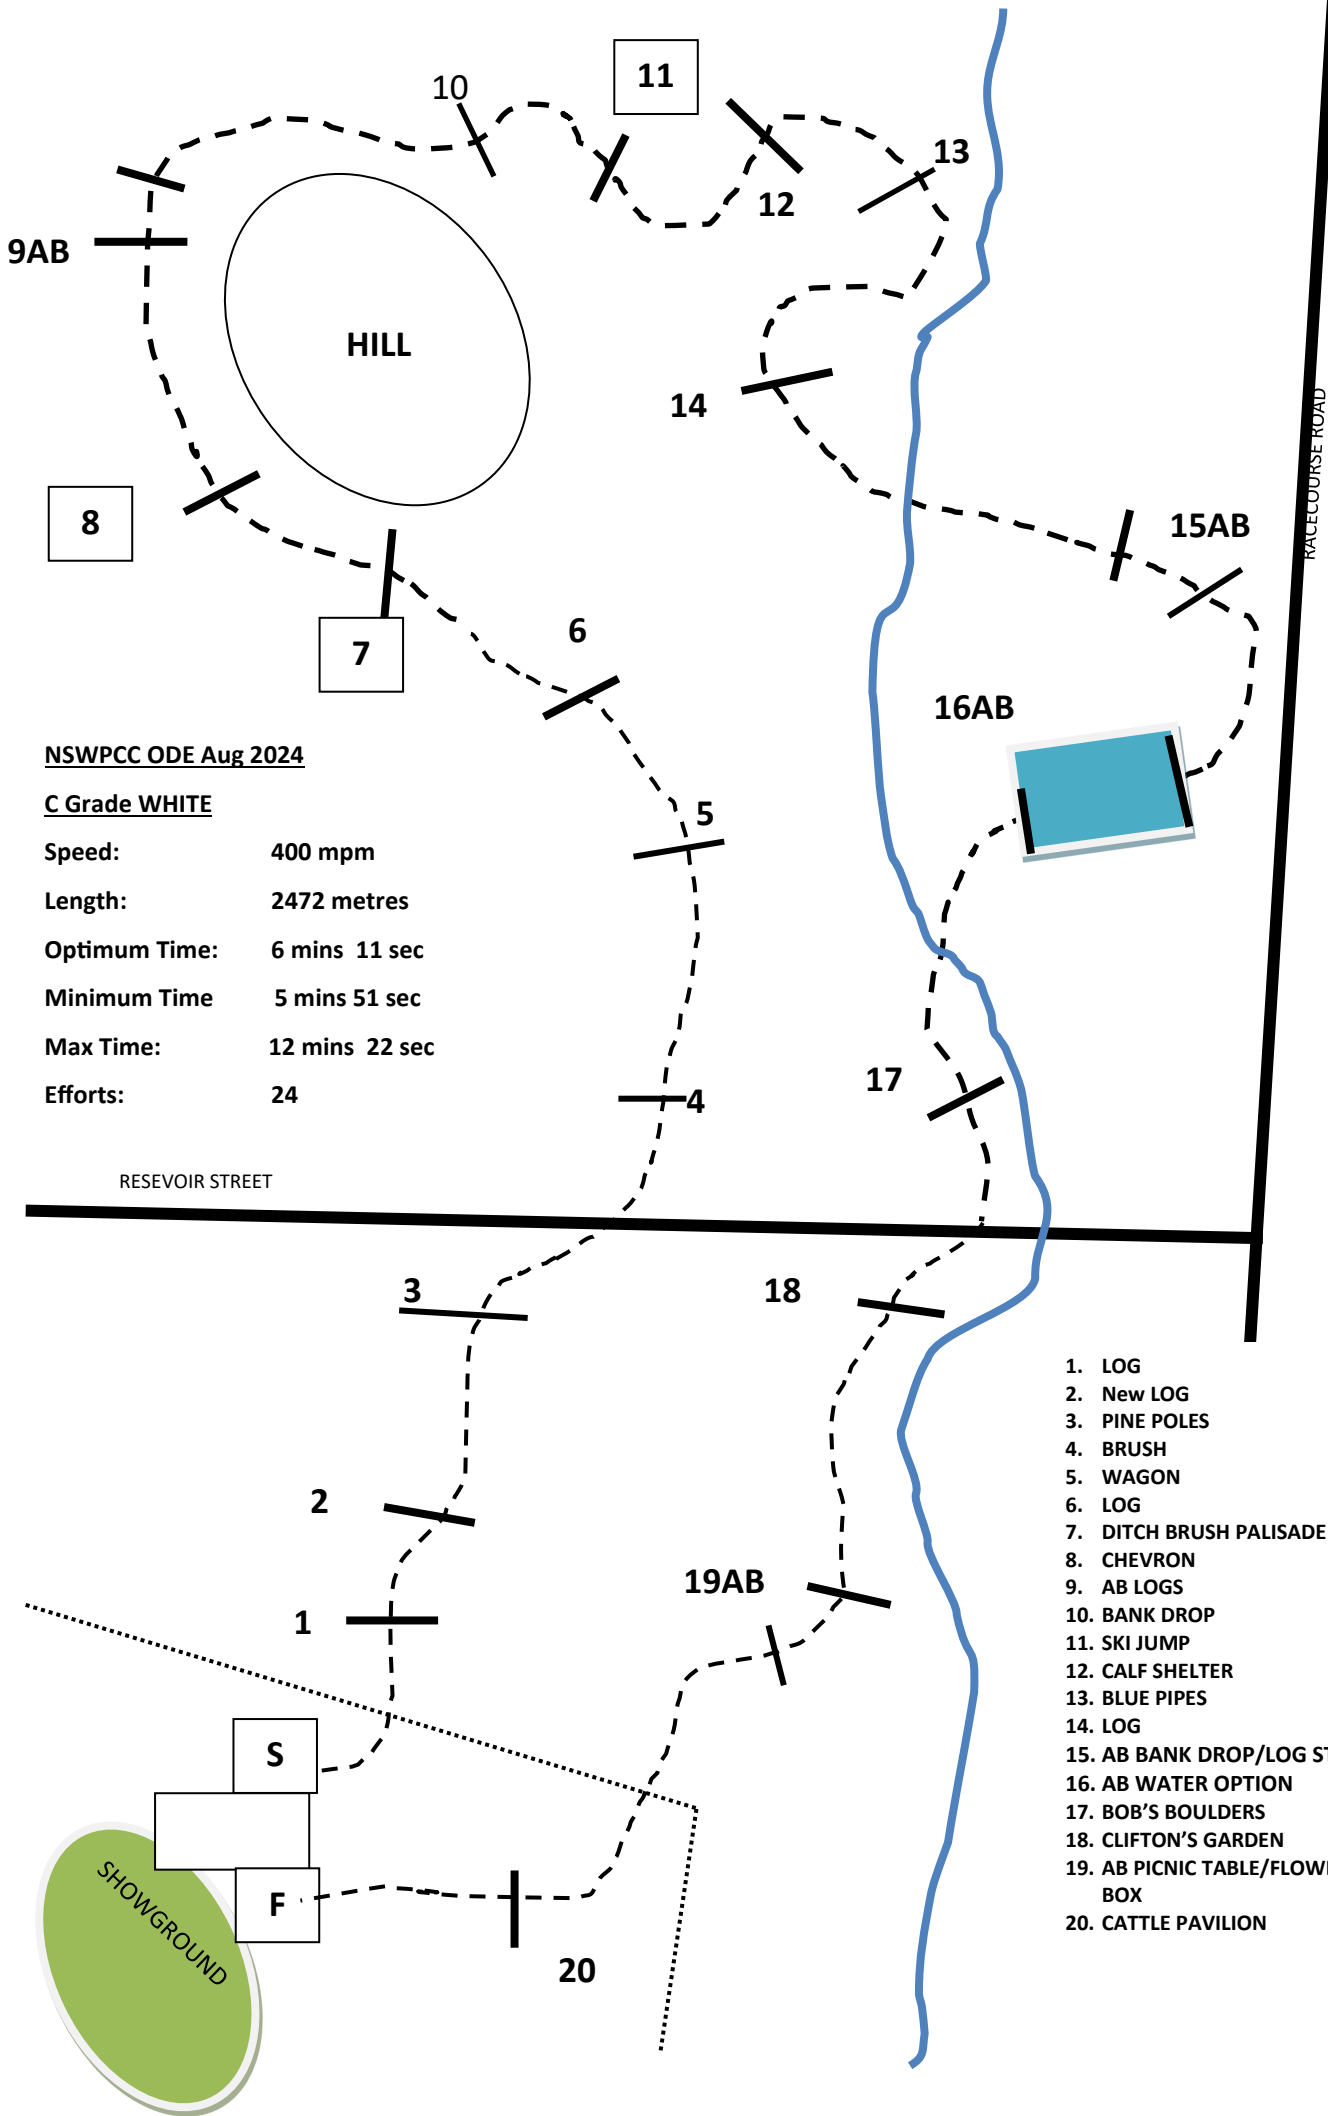 10
11
13
12
9AB
HILL
14
RACECOURSE ROAD
8
15AB
7
6
16AB
NSWPCC ODE Aug 2024
C Grade WHITE
5
Speed: 400 mpm
Length: 2472 metres
Optimum Time: 6 mins 11 sec
Minimum Time 5 mins 51 sec
Max Time: 12 mins 22 sec
Efforts: 24
17
4
RESEVOIR STREET
3
18
2
19AB
1
S
F
SHOWGROUND
20
1. LOG
2. New LOG
3. PINE POLES
4. BRUSH
5. WAGON
6. LOG
7. DITCH BRUSH PALISADE
8. CHEVRON
9. AB LOGS
10. BANK DROP
11. SKI JUMP
12. CALF SHELTER
13. BLUE PIPES
14. LOG
15. AB BANK DROP/LOG ST
16. AB WATER OPTION
17. BOB'S BOULDERS
18. CLIFTON'S GARDEN
19. AB PICNIC TABLE/FLOW
BOX
20. CATTLE PAVILION